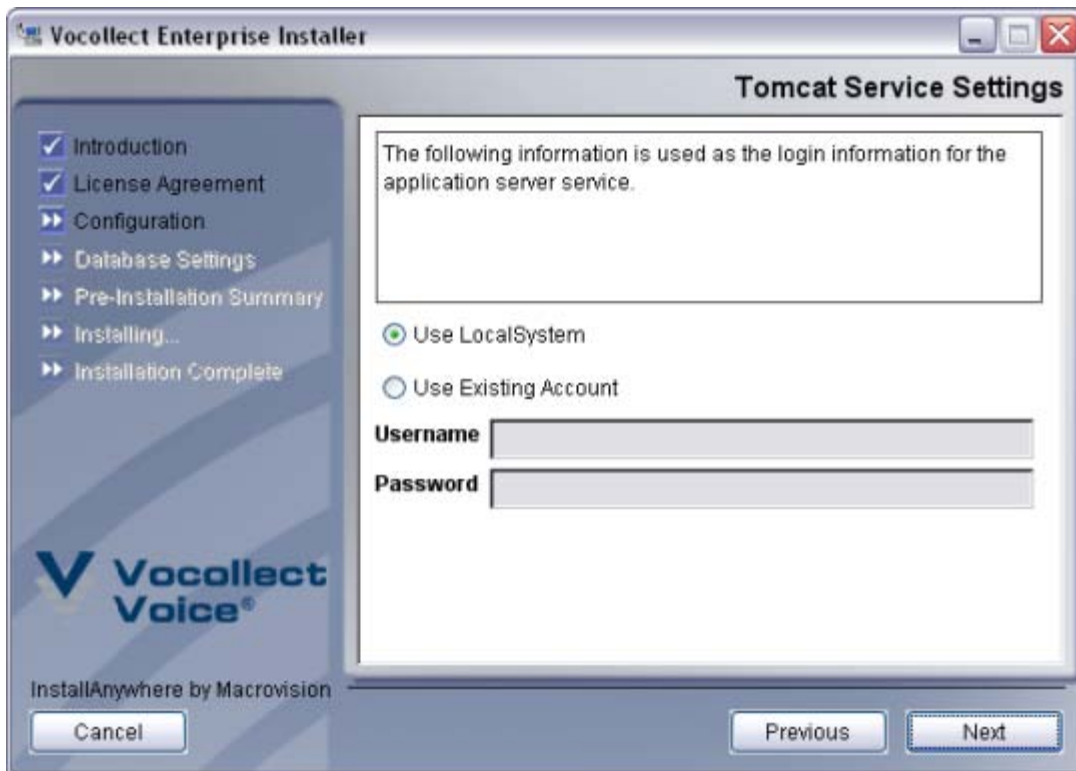 Vocollect Enterprise Installer
Tomcat Service Settings
Introduction
License Agreement
Configuration
Database Settings
Pre-Installation Summary
Installing...
Installation Complete
The following information is used as the login information for the
application server service.
Use LocalSystem
Use Existing Account
Username
Password
Vocollect
Voice®
InstallAnywhere by Macrovision
Cancel
Previous
Next